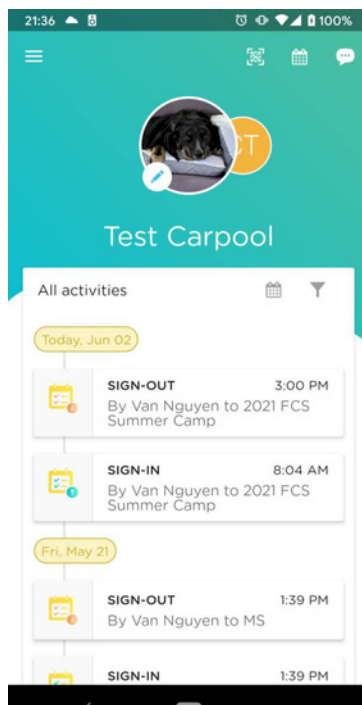 21:36
100%
CT
Test Carpool
All activities
Today, Jun 02
SIGN-OUT 3:00 PM
By Van Nguyen to 2021 FCS
Summer Camp
SIGN-IN 8:04 AM
By Van Nguyen to 2021 FCS
Summer Camp
Fri, May 21
SIGN-OUT 1:39 PM
By Van Nguyen to MS
SIGN-IN 1:39 PM